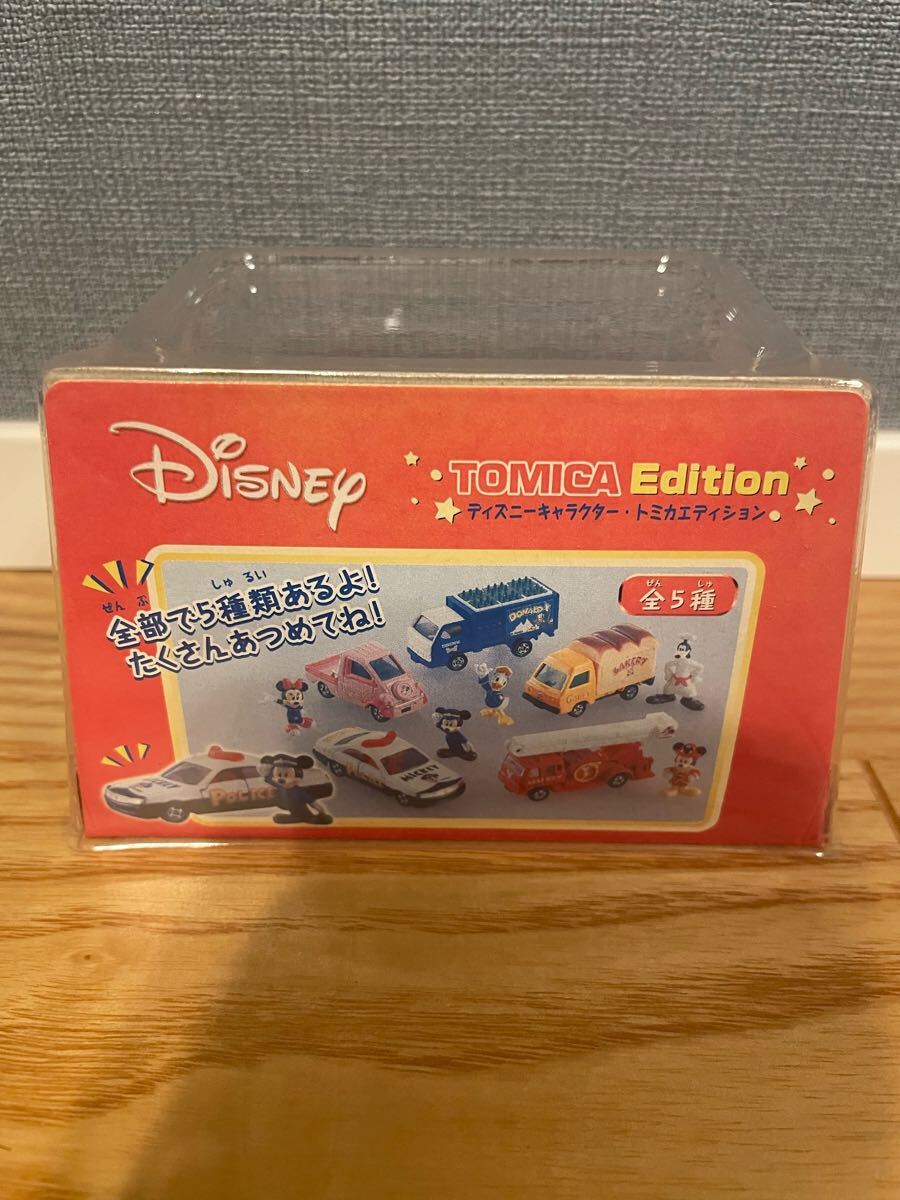 DISNEY
TOMICA Edition
ディズニーキャラクター・トミカエディション
ぜんぶ しゅるい
全部で5種類あるよ!
たくさんあつめてね!
ぜん しゅ
全5種
DONALD
BAKERY
MICKEY
POLICE